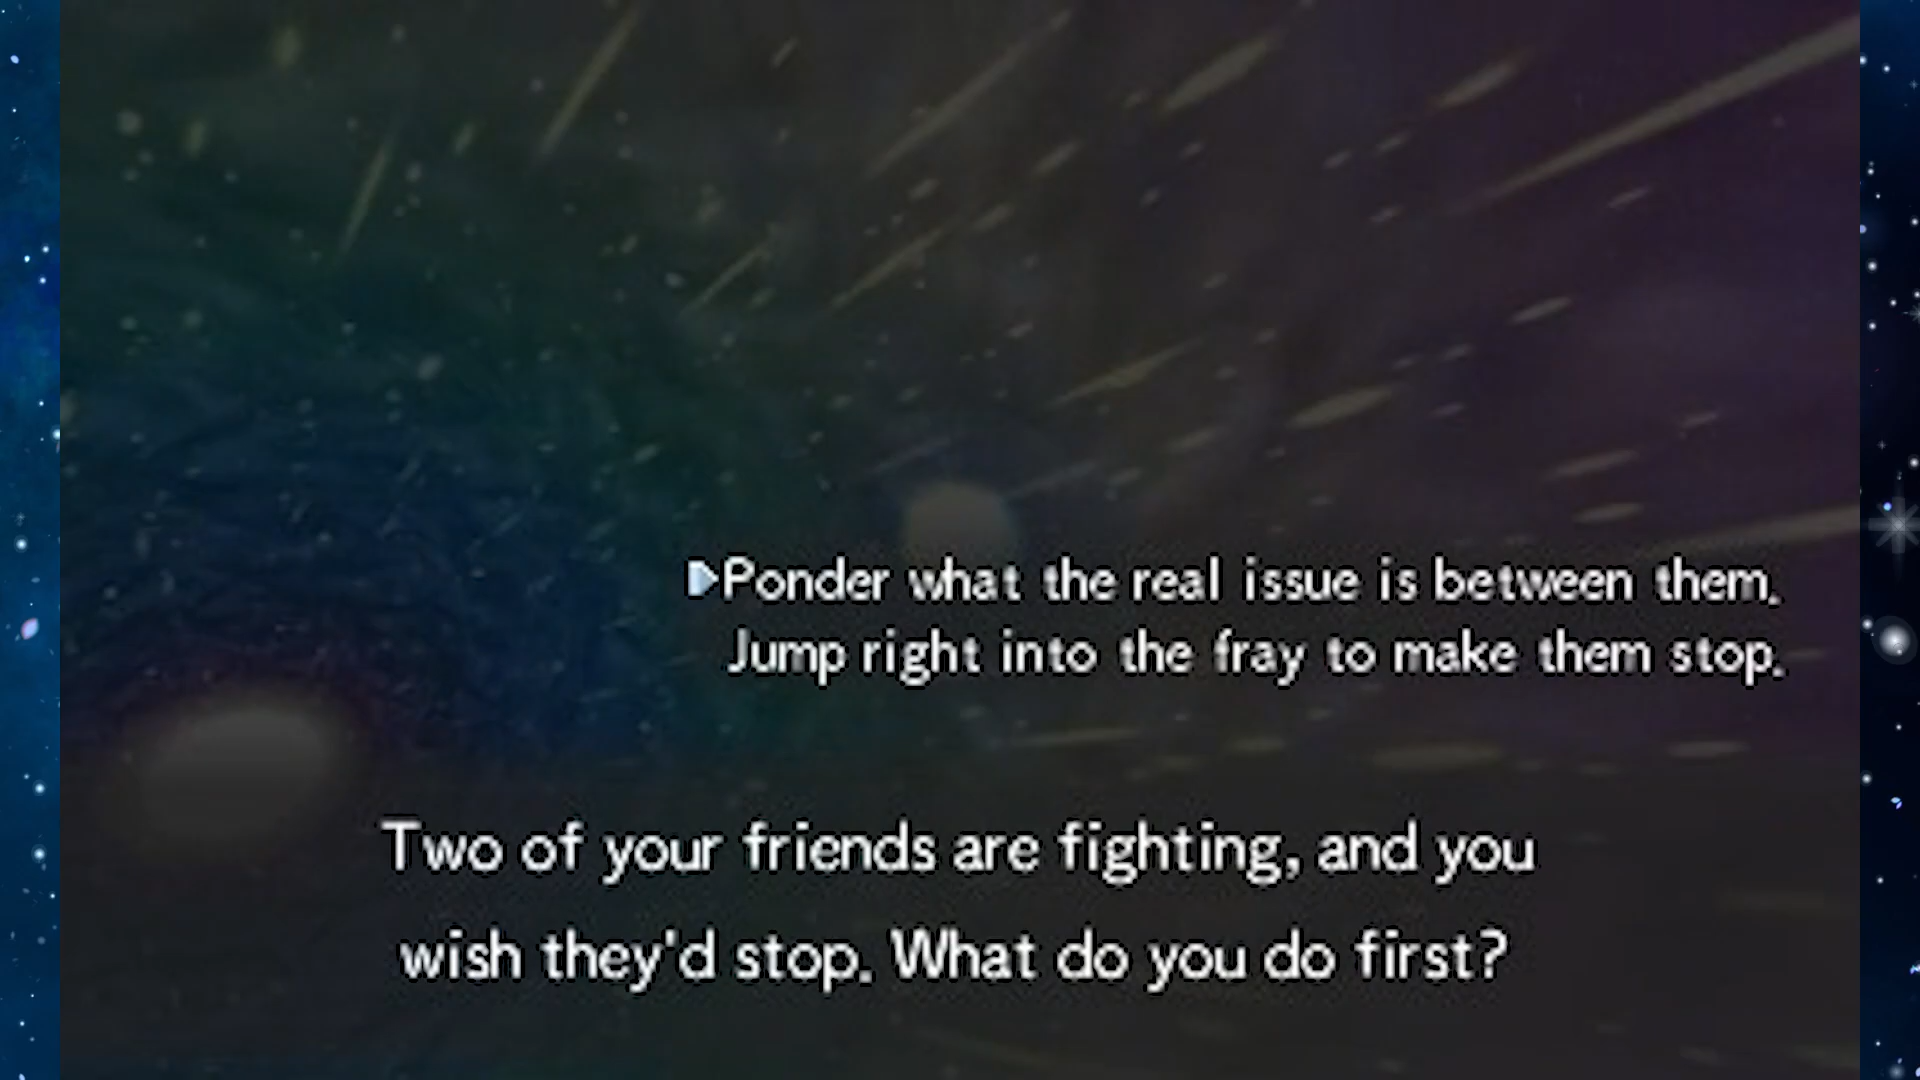 Ponder what the real issue is between them.
Jump right into the fray to make them stop.
Two of your friends are fighting, and you
wish they'd stop. What do you do first?